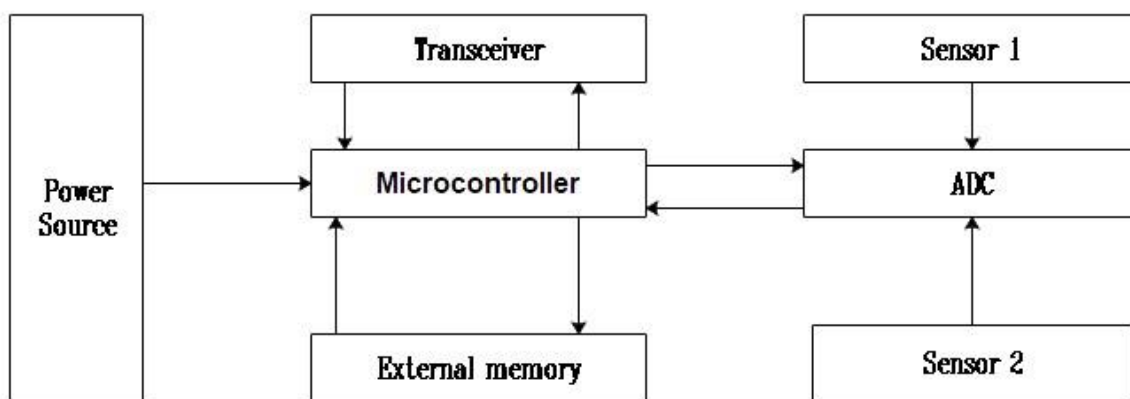 Transceiver
Sensor 1
Power
Source
Microcontroller
ADC
External memory
Sensor 2